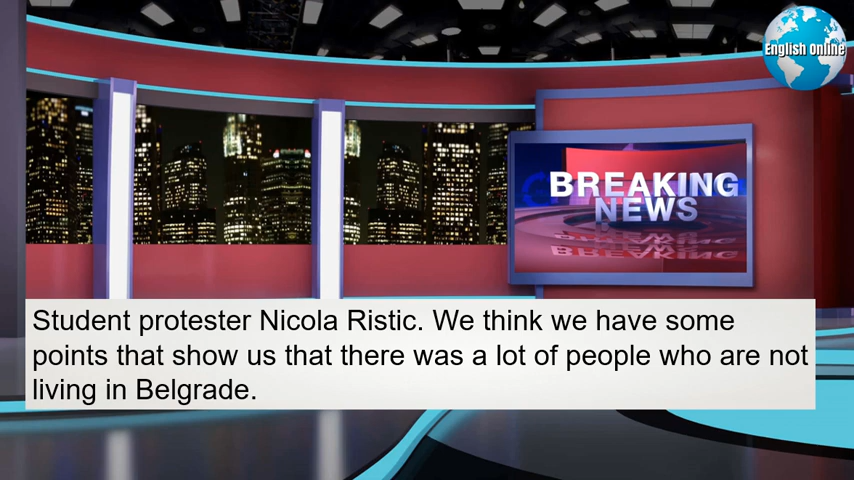 English Online
BREAKING
NEWS
Student protester Nicola Ristic. We think we have some
points that show us that there was a lot of people who are not
living in Belgrade.